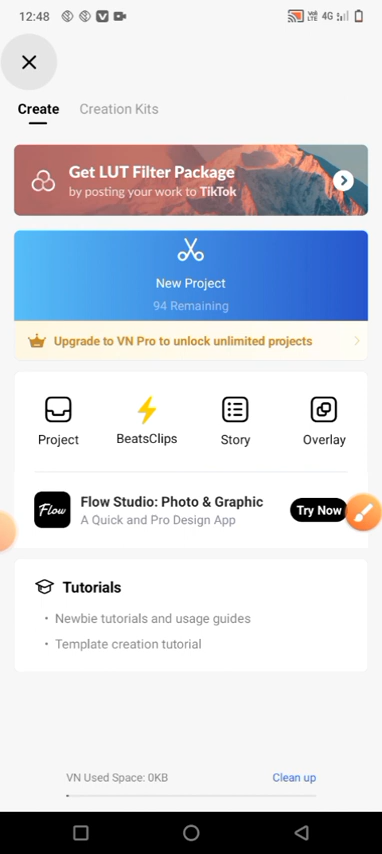 12:48
4G
Create
Creation Kits
Get LUT Filter Package
by posting your work to TikTok
New Project
94 Remaining
Upgrade to VN Pro to unlock unlimited projects
Project
BeatsClips
Story
Overlay
Flow
Flow Studio: Photo & Graphic
A Quick and Pro Design App
Try Now
Tutorials
• Newbie tutorials and usage guides
• Template creation tutorial
VN Used Space: 0KB
Clean up